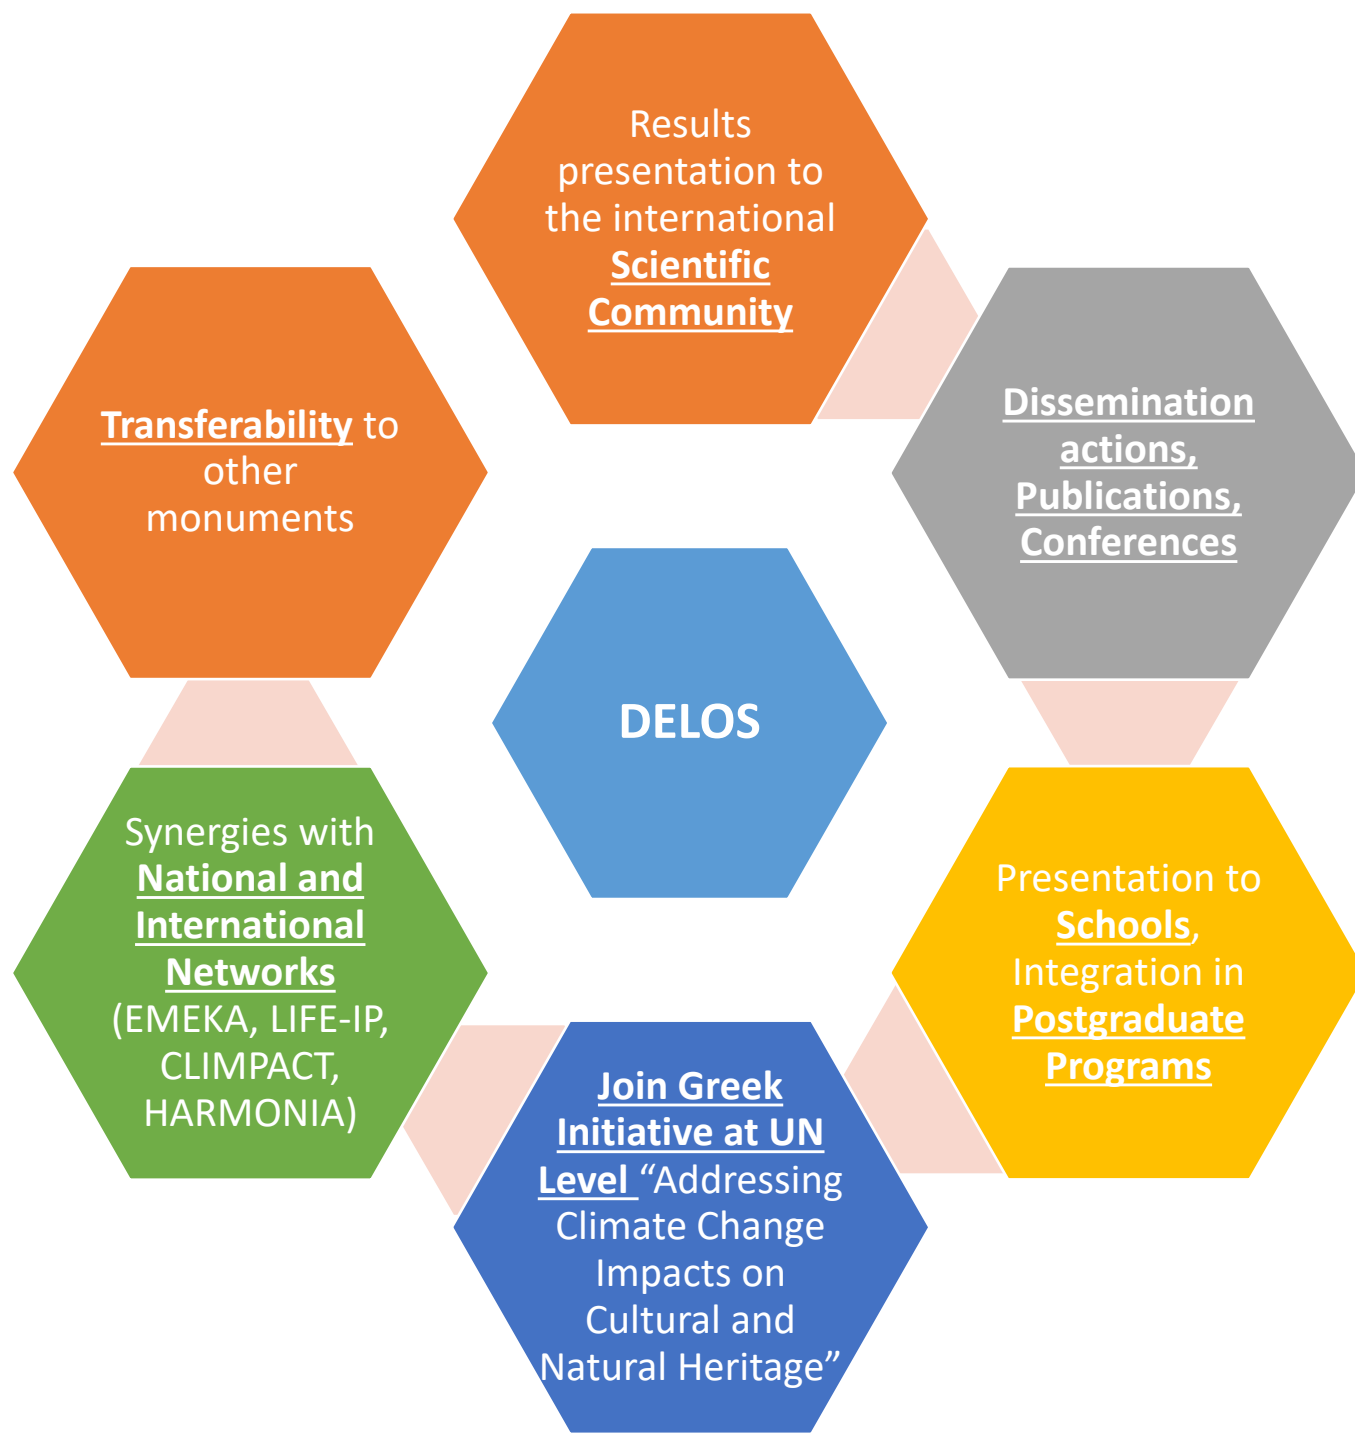 Results
presentation to
the international
Scientific
Community
Dissemination
actions,
Publications,
Conferences
Presentation to
Schools,
Integration in
Postgraduate
Programs
Join Greek
Initiative at UN
Level “Addressing
Climate Change
Impacts on
Cultural and
Natural Heritage”
Synergies with
National and
International
Networks
(EMEKA, LIFE-IP,
CLIMPACT,
HARMONIA)
Transferability to
other
monuments
DELOS